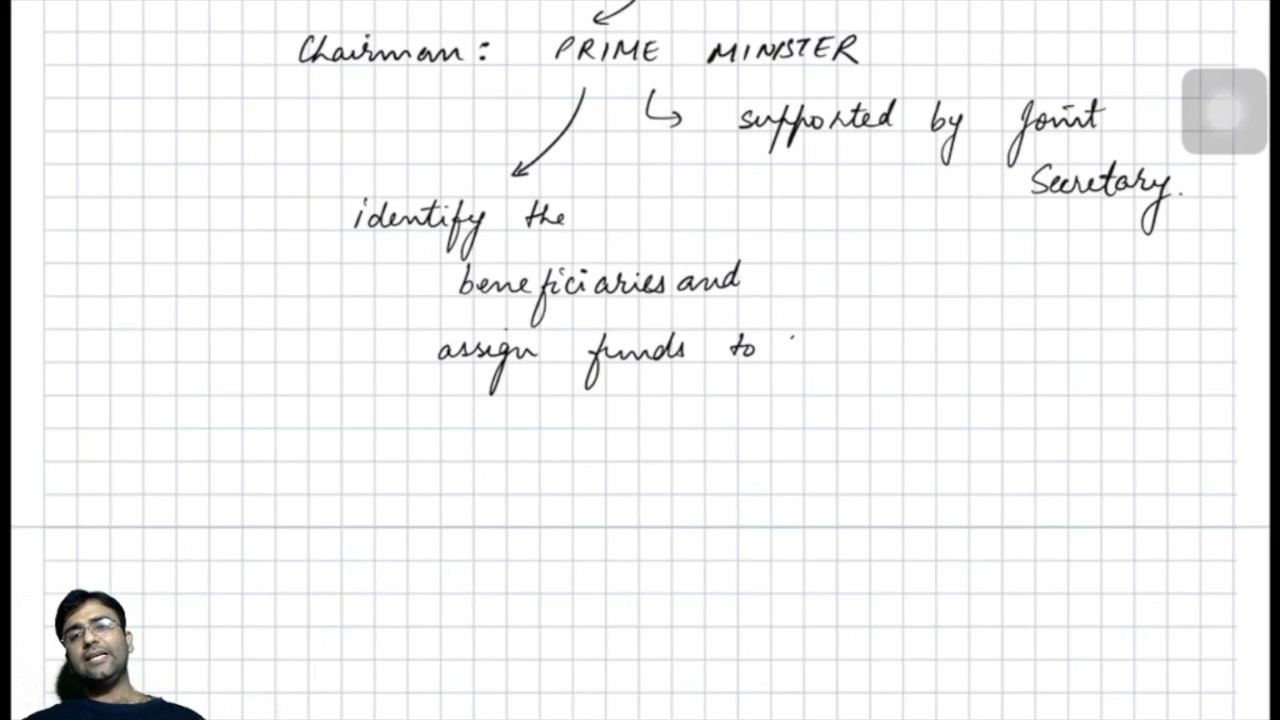 Chairman: PRIME MINISTER
supported by Joint
Secretary.
identify the
beneficiaries and
assign funds to